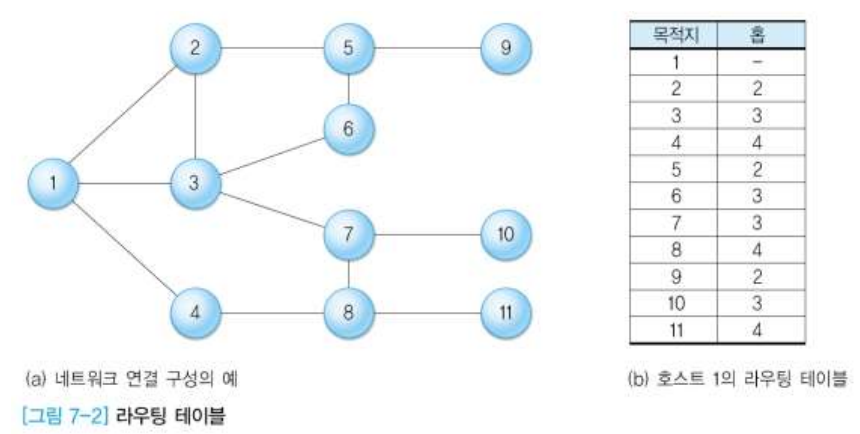 2 5 9
6
1 3
7 10
4 8 11
목적지 홉
1 –
2 2
3 3
4 4
5 2
6 3
7 3
8 4
9 2
10 3
11 4
(a) 네트워크 연결 구성의 예
(b) 호스트 1의 라우팅 테이블
[그림 7-2] 라우팅 테이블